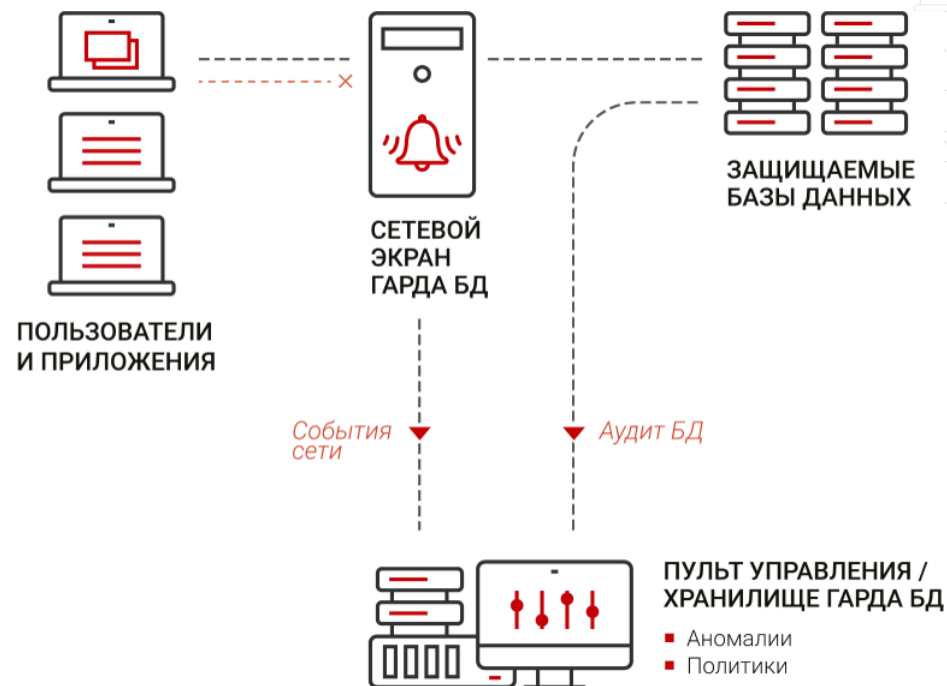 ЗАЩИЩАЕМЫЕ
БАЗЫ ДАННЫХ
СЕТЕВОЙ
ЭКРАН
ГАРДА БД
ПОЛЬЗОВАТЕЛИ
И ПРИЛОЖЕНИЯ
События
сети
Аудит БД
ПУЛЬТ УПРАВЛЕНИЯ /
ХРАНИЛИЩЕ ГАРДА БД
Аномалии
Политики